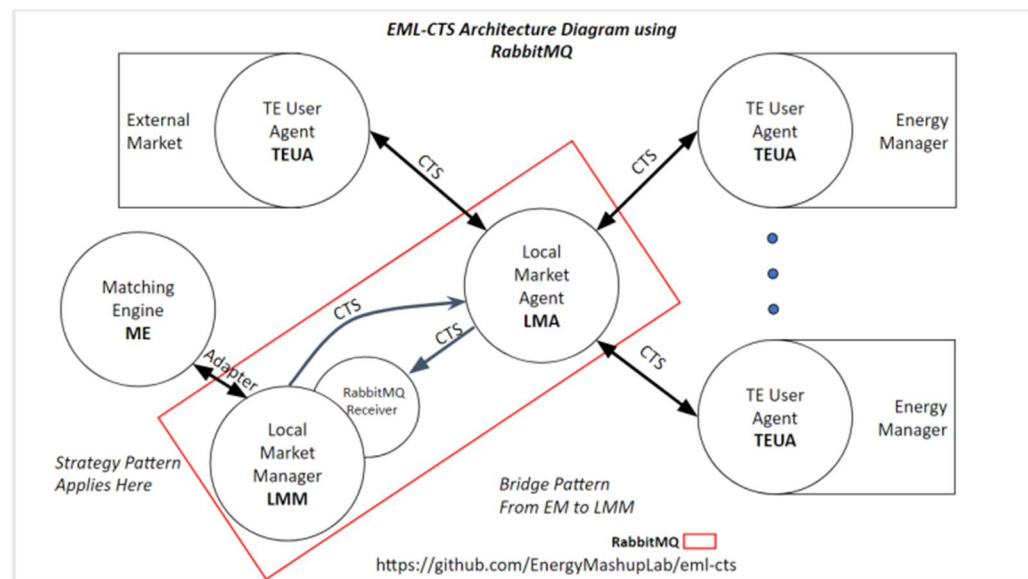 EML-CTS Architecture Diagram using
RabbitMQ
External
Market
TE User
Agent
TEUA
CTS
CTS
TE User
Agent
TEUA
Energy
Manager
Matching
Engine
ME
Adapter
CTS
CTS
Local
Market
Agent
LMA
RabbitMQ
Receiver
Local
Market
Manager
LMM
CTS
TE User
Agent
TEUA
Energy
Manager
Strategy Pattern
Applies Here
Bridge Pattern
From EM to LMM
RabbitMQ
https://github.com/EnergyMashupLab/eml-cts